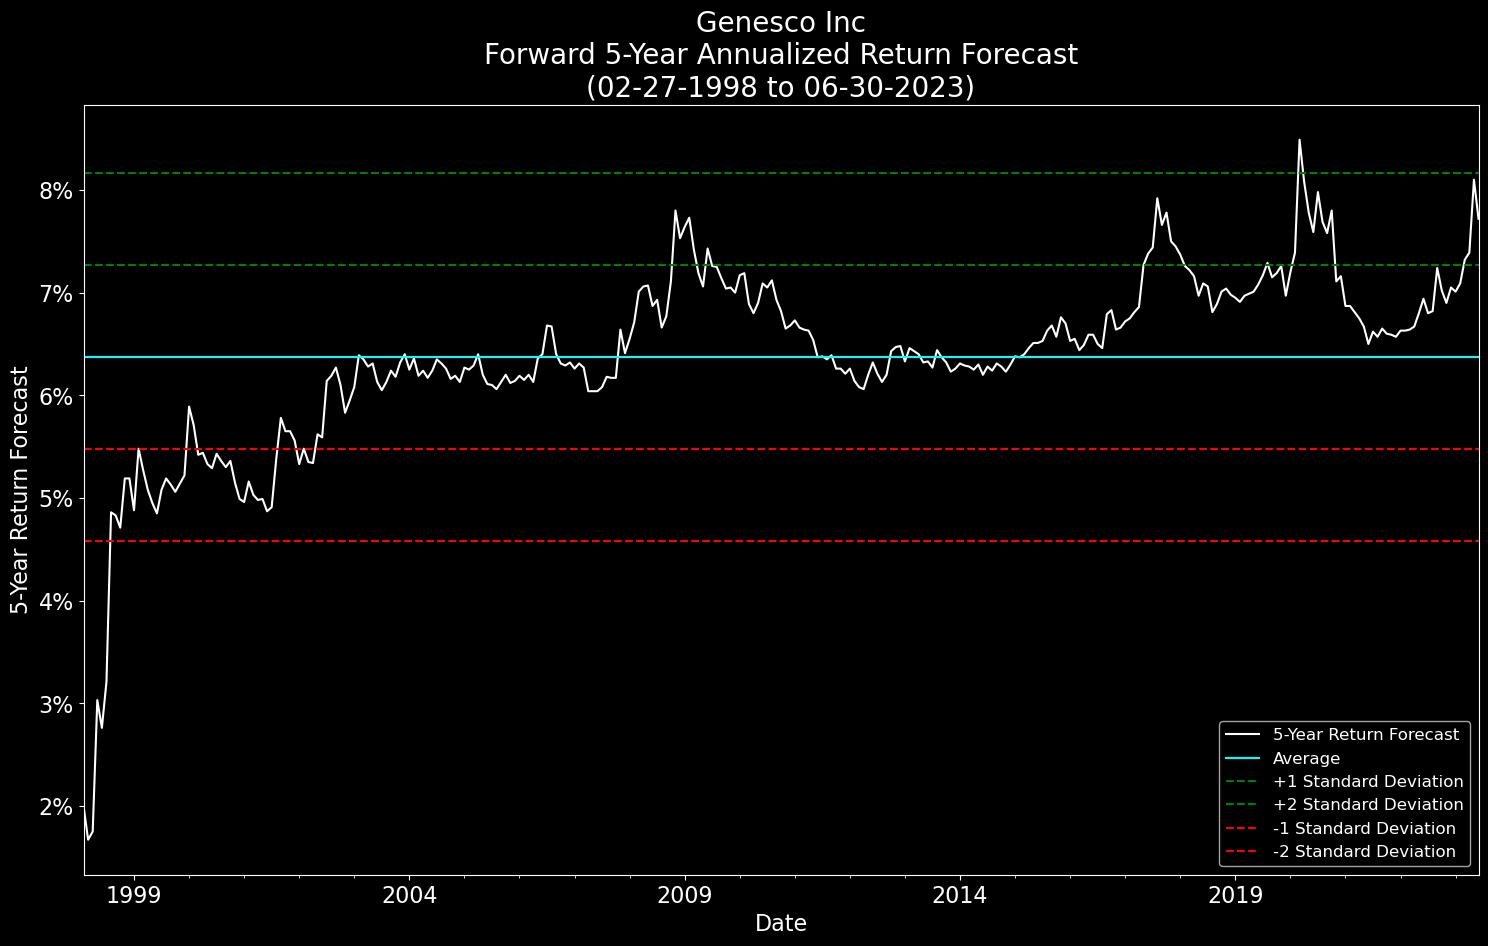 Genesco Inc
Forward 5-Year Annualized Return Forecast
(02-27-1998 to 06-30-2023)
5-Year Return Forecast
8%
7%
6%
5%
4%
3%
2%
5-Year Return Forecast
Average
+1 Standard Deviation
+2 Standard Deviation
-1 Standard Deviation
-2 Standard Deviation
1999 2004 2009 2014 2019
Date